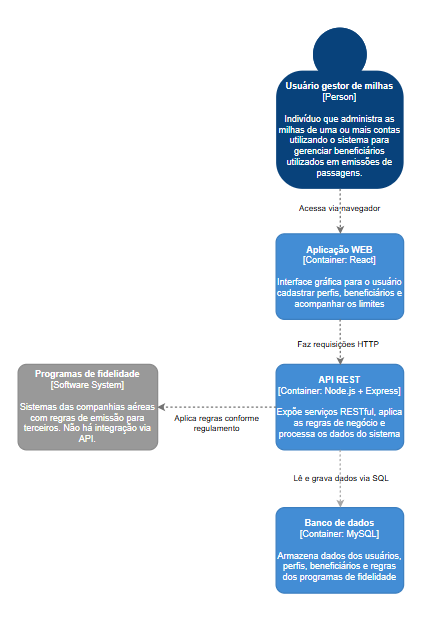 Usuário gestor de milhas
[Person]
Indivíduo que administra as
milhas de uma ou mais contas
utilizando o sistema para
gerenciar beneficiários
utilizados em emissões de
passagens.
Acessa via navegador
Aplicação WEB
[Container: React]
Interface gráfica para o usuário
cadastrar perfis, beneficiários e
acompanhar os limites
Faz requisições HTTP
Programas de fidelidade
[Software System]
Sistemas das companhias aéreas
com regras de emissão para
terceiros. Não há integração via
API.
Aplica regras conforme
regulamento
API REST
[Container: Node.js + Express]
Expõe serviços RESTful, aplica
as regras de negócio e
processa os dados do sistema
Lê e grava dados via SQL
Banco de dados
[Container: MySQL]
Armazena dados dos usuários,
perfis, beneficiários e regras
dos programas de fidelidade